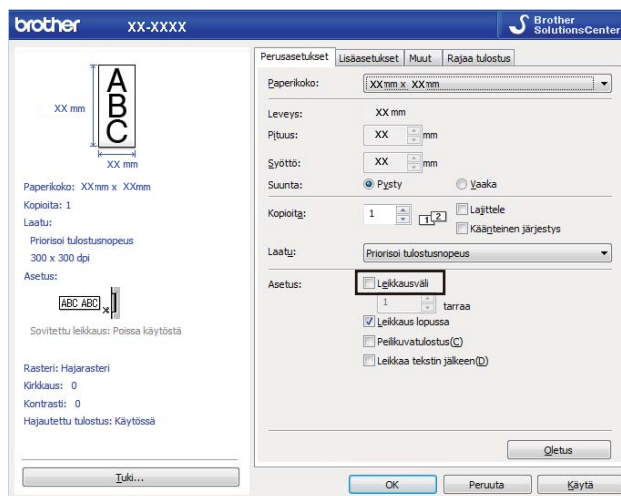 brother XX-XXXX
Brother
SolutionsCenter
A
B
C
XX mm
XX mm
Paperikoko: XXmm x XXmm
Kopioita: 1
Laatu:
Priorisoi tulostusnopeus
300 x 300 dpi
Asetus:
ABC ABC
Sovitettu leikkaus: Poissa käytöstä
Rasteri: Hajarasteri
Kirkkaus: 0
Kontrasti: 0
Hajautettu tulostus: Käytössä
Tuki...
Perusasetukset Lisäasetukset Muut Rajaa tulostus
Paperikoko: XXmm x XXmm
Leveys: XX mm
Pituus: XX mm
Syöttö: XX mm
Suunta: Pysty Vaaka
Kopioita: 1 1 2 Lajittele
Käänteinen järjestys
Laatu: Priorisoi tulostusnopeus
Asetus: Leikkausväli
1 tarraa
Leikkaus lopussa
Peilikuvatulostus(C)
Leikkaa tekstin jälkeen(D)
Oletus
OK Peruuta Käytä